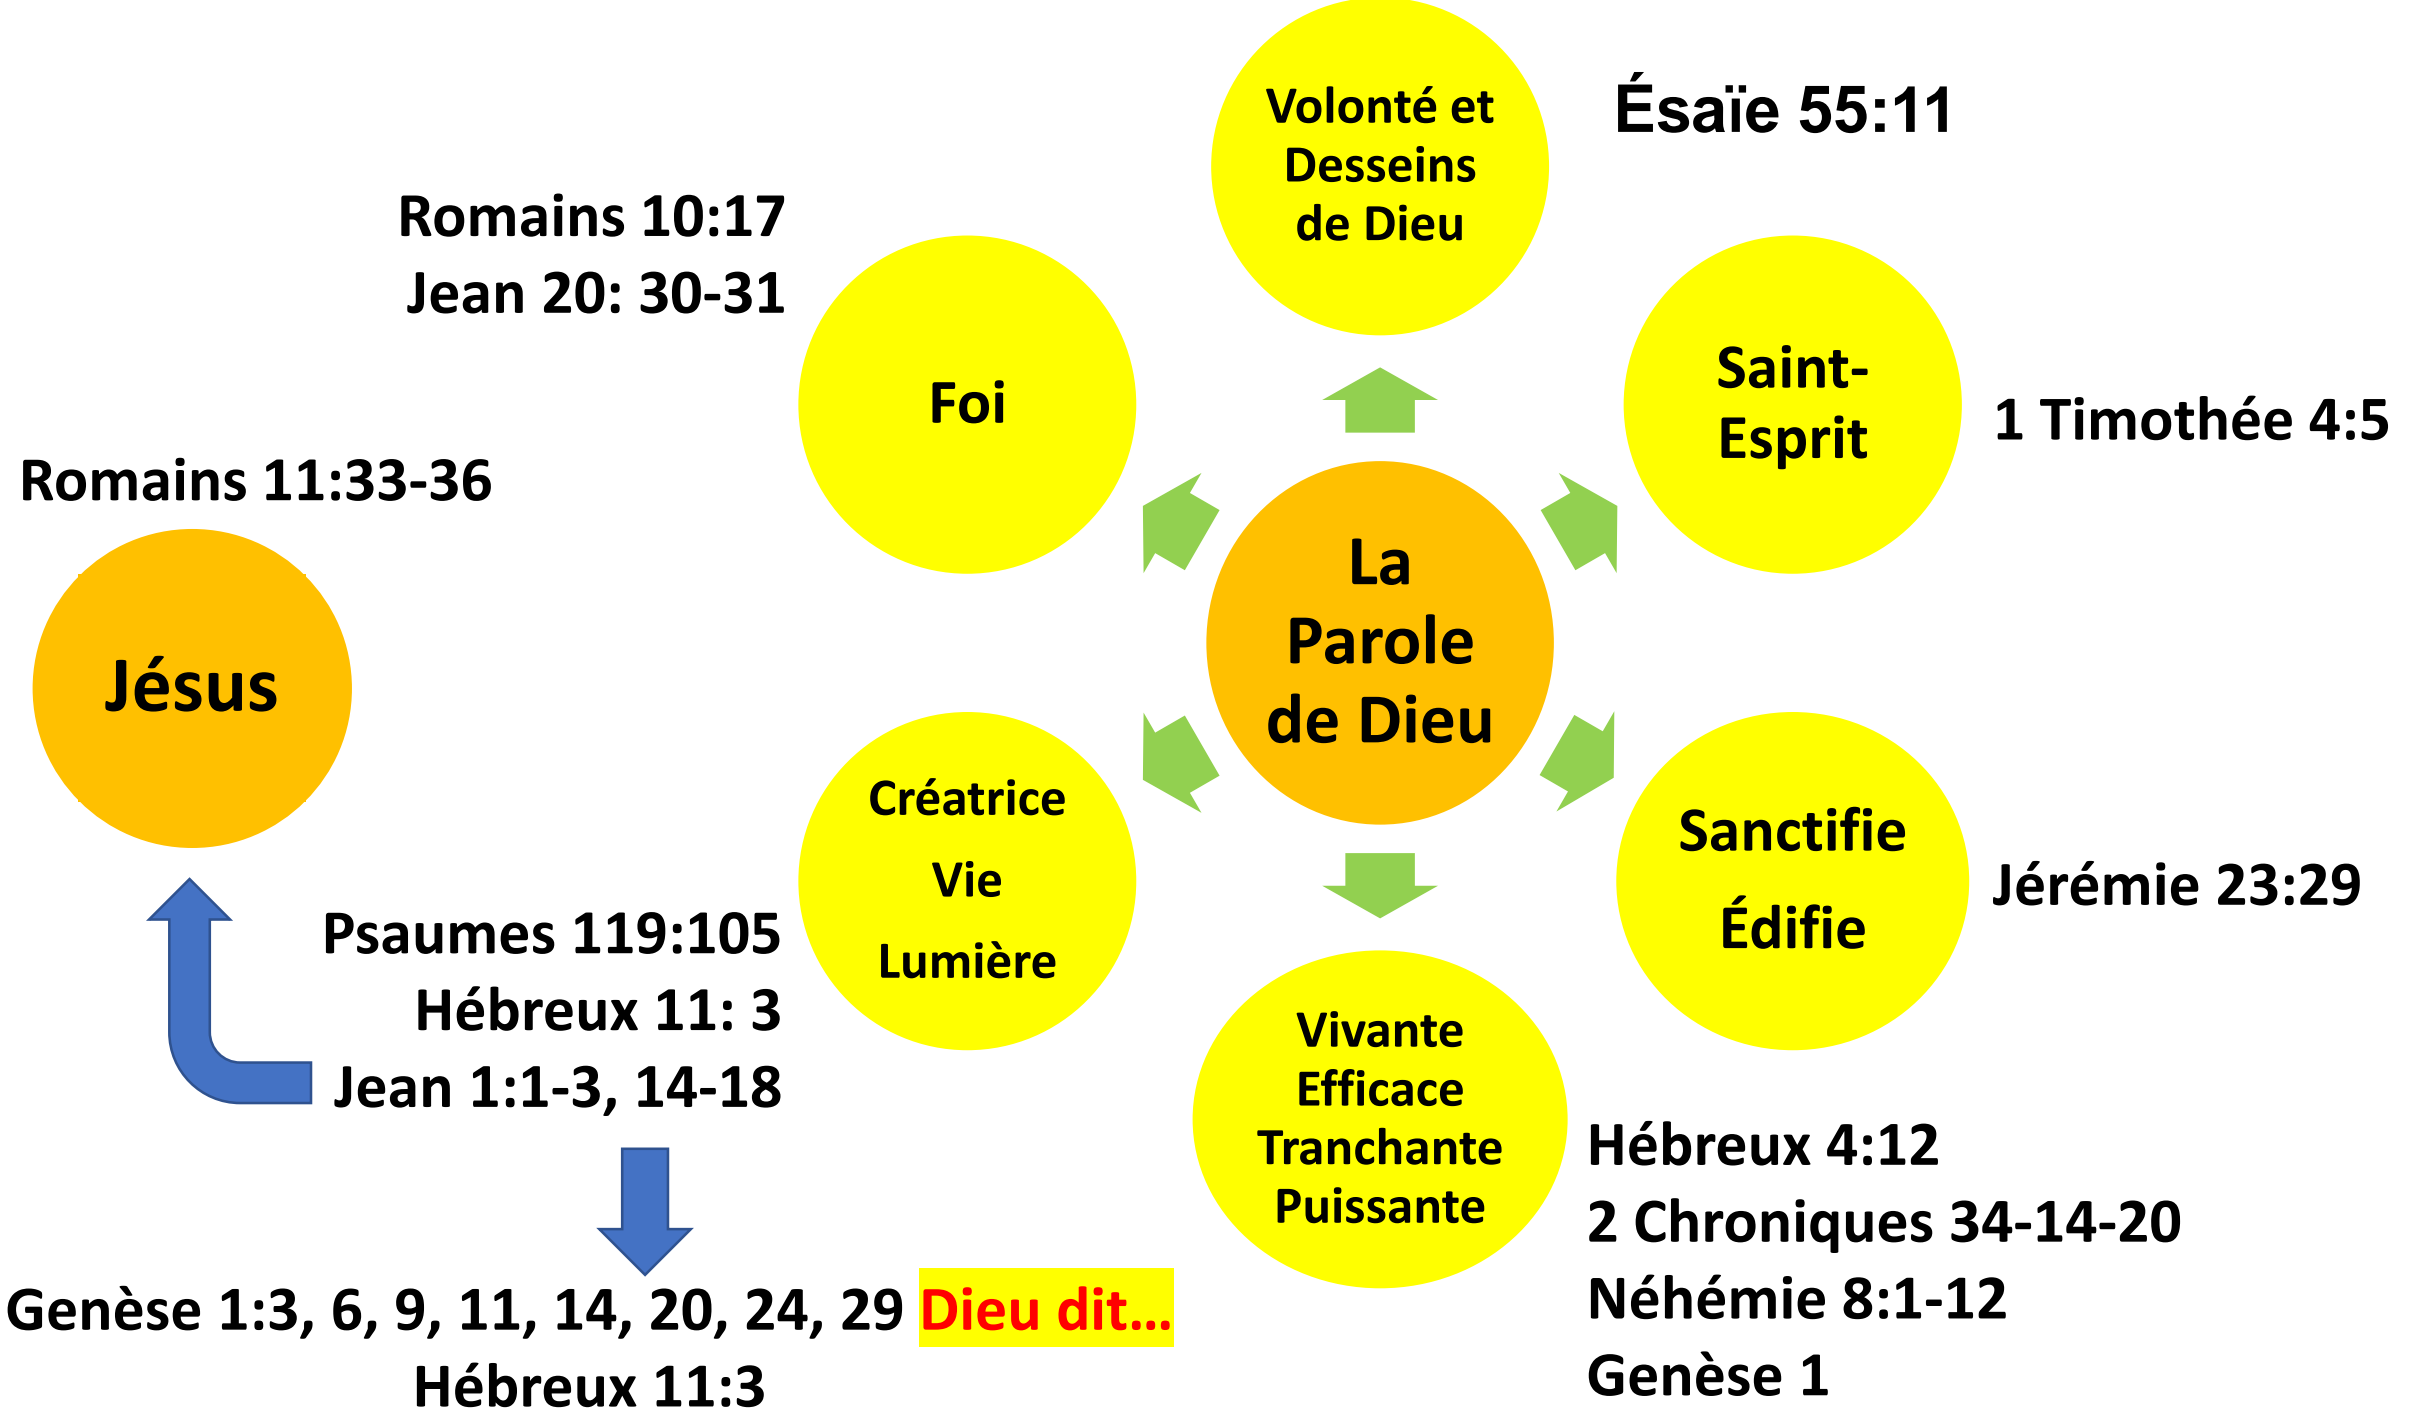 Volonté et
Desseins
de Dieu
Ésaïe 55:11
Romains 10:17
Jean 20: 30-31
Foi
Saint-
Esprit
1 Timothée 4:5
Romains 11:33-36
Jésus
La
Parole
de Dieu
Créatrice
Vie
Lumière
Sanctifie
Édifie
Jérémie 23:29
Psaumes 119:105
Hébreux 11: 3
Jean 1:1-3, 14-18
Vivante
Efficace
Tranchante
Puissante
Hébreux 4:12
2 Chroniques 34-14-20
Néhémie 8:1-12
Genèse 1
Genèse 1:3, 6, 9, 11, 14, 20, 24, 29 Dieu dit...
Hébreux 11:3